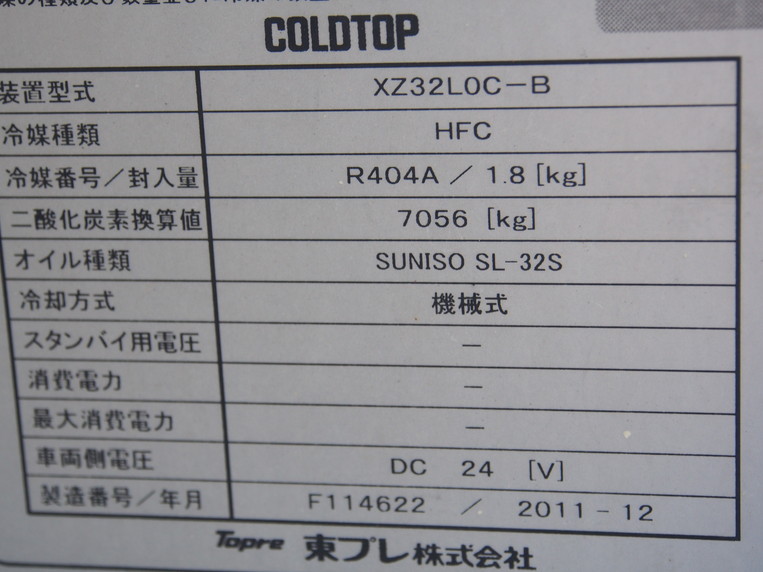 COLDTOP
装置型式 XZ32L0C-B
冷媒種類 HFC
冷媒番号/封入量 R404A / 1.8 [kg]
二酸化炭素換算値 7056 [kg]
オイル種類 SUNISO SL-32S
冷却方式 機械式
スタンバイ用電圧 -
消費電力 -
最大消費電力 -
車両側電圧 DC 24 [V]
製造番号/年月 F114622 / 2011-12
Topre 東プレ株式会社